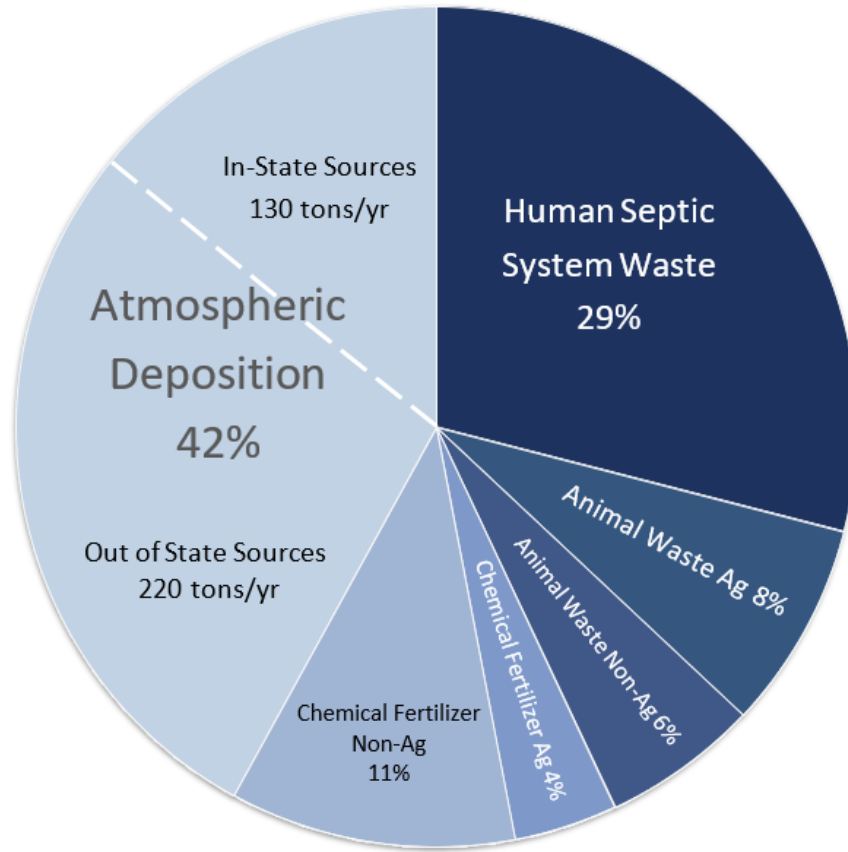 In-State Sources
130 tons/yr
Human Septic
System Waste
29%
Atmospheric
Deposition
42%
Animal Waste Ag 8%
Animal Waste Non-Ag 6%
Chemical Fertilizer Ag 4%
Out of State Sources
220 tons/yr
Chemical Fertilizer
Non-Ag
11%